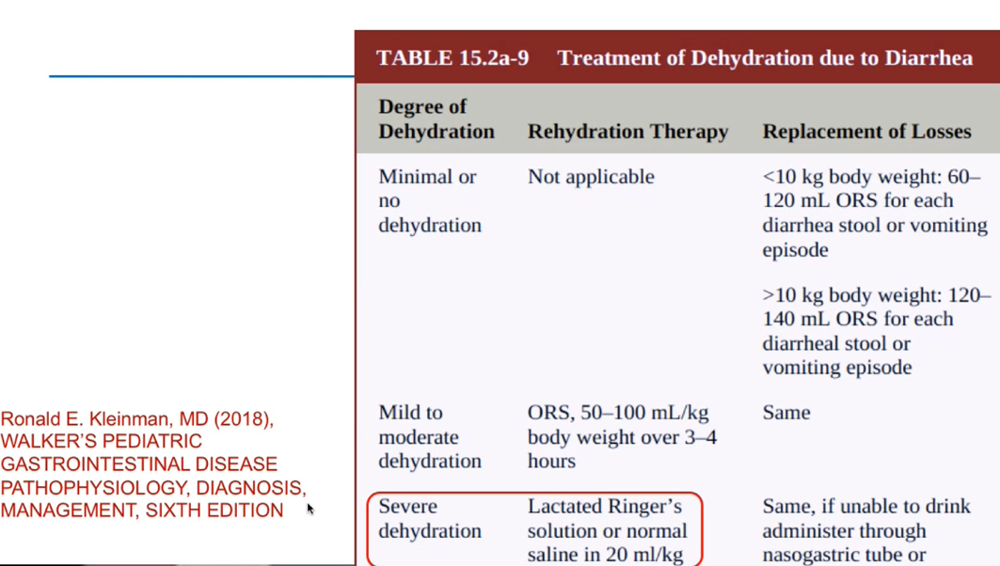 TABLE 15.2a-9 Treatment of Dehydration due to Diarrhea
Degree of
Dehydration Rehydration Therapy Replacement of Losses
Minimal or Not applicable <10 kg body weight: 60–
no 120 mL ORS for each
dehydration diarrhea stool or vomiting
episode
>10 kg body weight: 120–
140 mL ORS for each
diarrheal stool or
vomiting episode
Mild to ORS, 50–100 mL/kg Same
moderate body weight over 3–4
dehydration hours
Severe Lactated Ringer’s Same, if unable to drink
dehydration solution or normal administer through
saline in 20 ml/kg nasogastric tube or
Ronald E. Kleinman, MD (2018),
WALKER’S PEDIATRIC
GASTROINTESTINAL DISEASE
PATHOPHYSIOLOGY, DIAGNOSIS,
MANAGEMENT, SIXTH EDITION